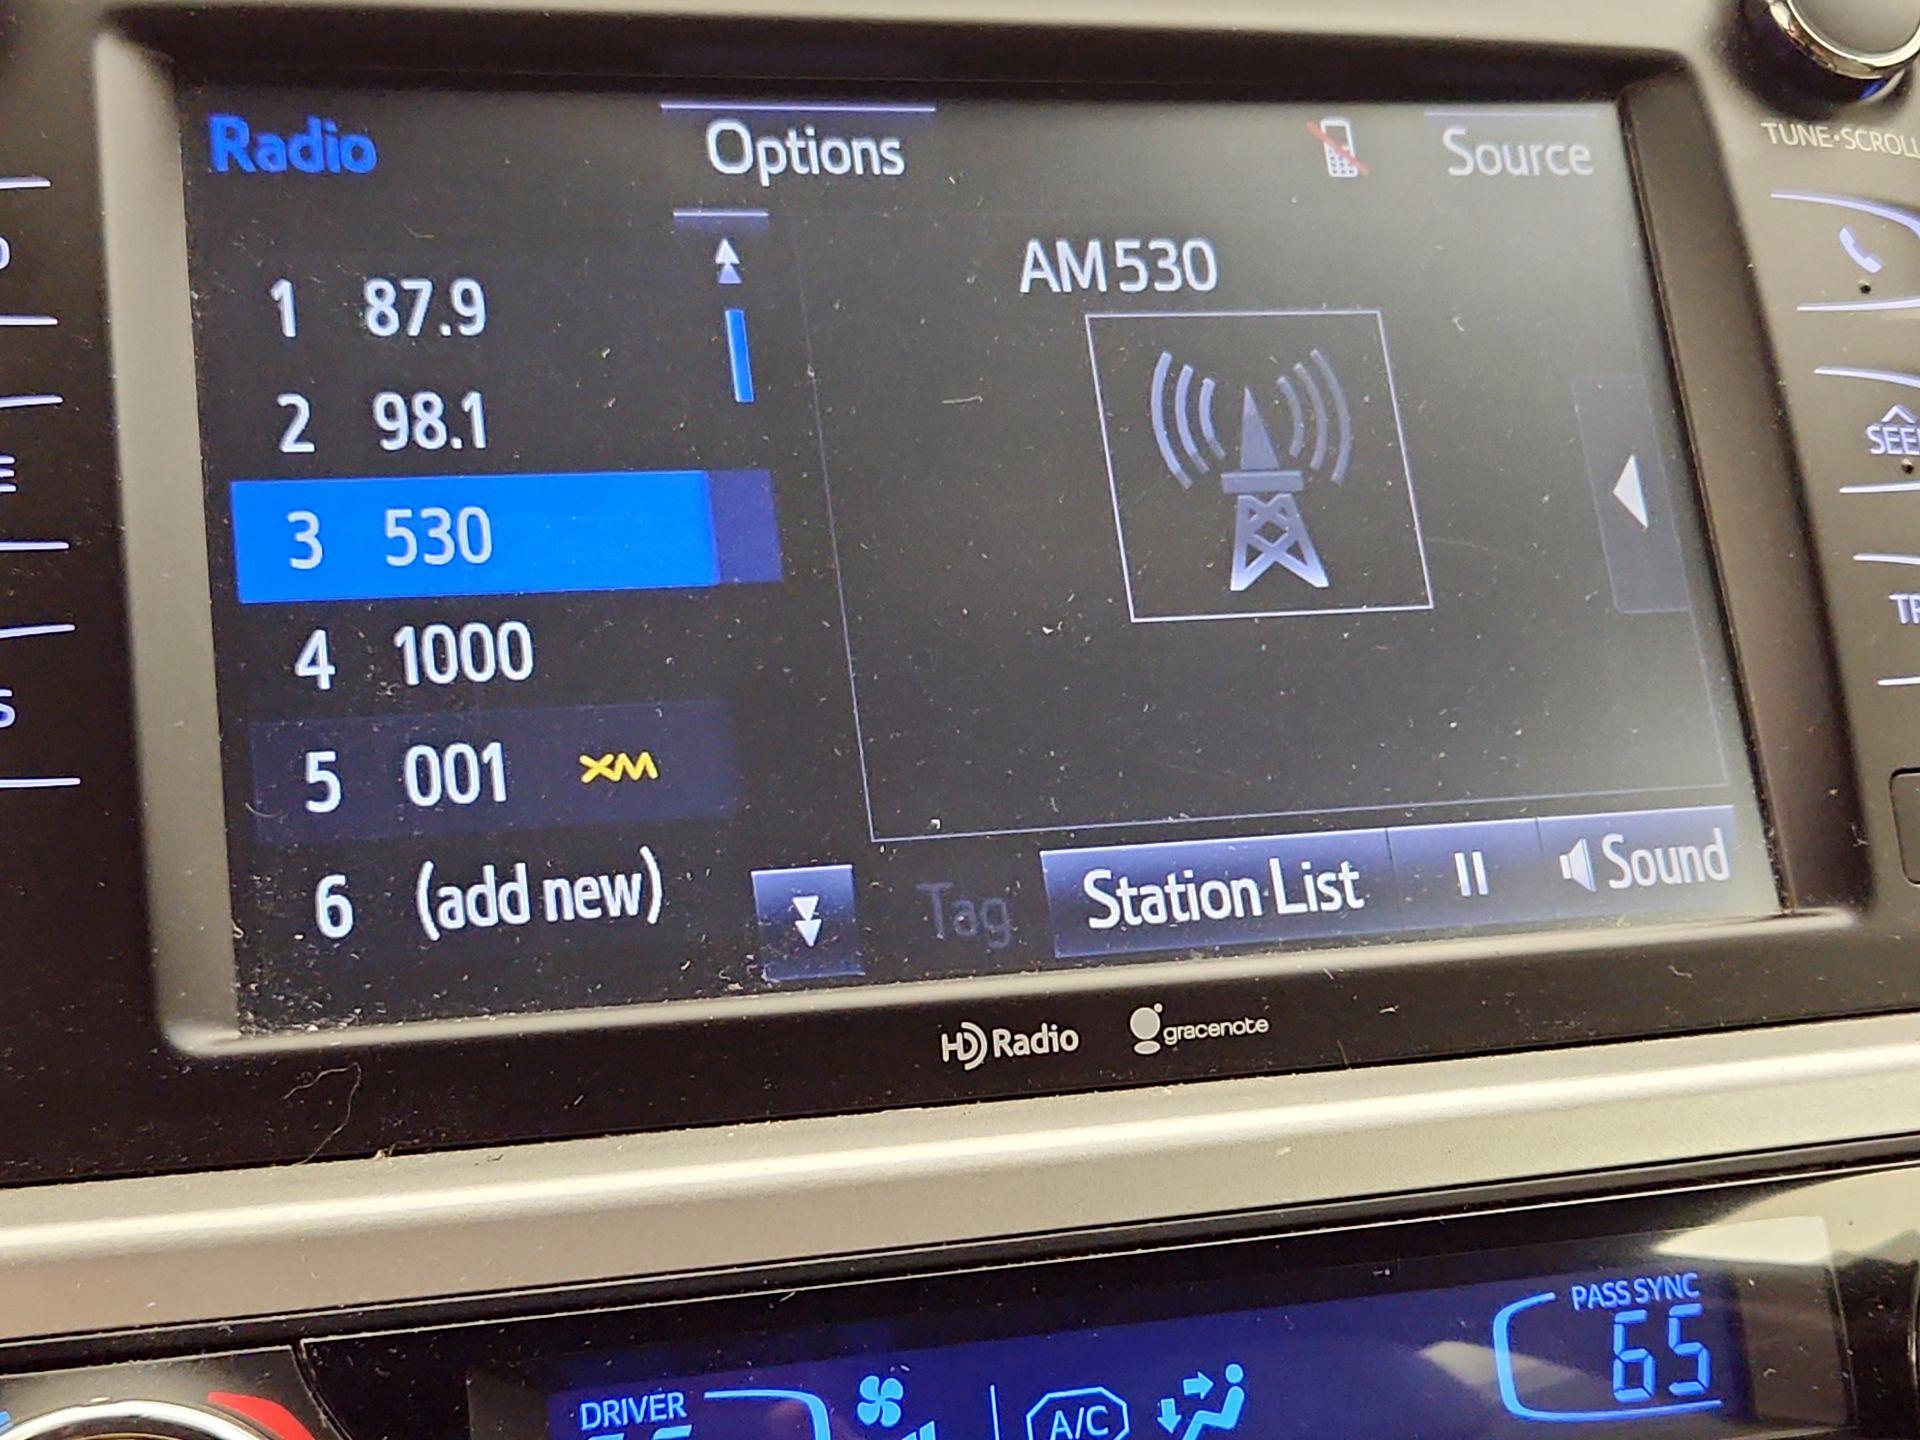 Radio
Options
Source
TUNE•SCROLL
AM 530
1 87.9
2 98.1
3 530
4 1000
5 001 XM
6 (add new)
Tag
Station List
Sound
HD Radio
gracenote
PASS SYNC
65
DRIVER
A/C